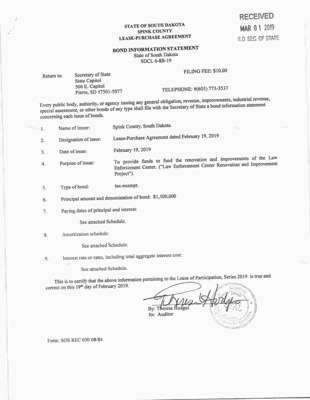 RECEIVED
MAR 01 2019
S.D. SEC. OF STATE
STATE OF SOUTH DAKOTA
SPINK COUNTY
LEASE-PURCHASE AGREEMENT
BOND INFORMATION STATEMENT
State of South Dakota
SDCL 6-8B-19
Return to: Secretary of State
State Capitol
500 E. Capitol
Pierre, SD 57501-5077
FILING FEE: $10.00
TELEPHONE: #(605) 773-3537
Every public body, authority, or agency issuing any general obligation, revenue, improvements, industrial revenue,
special assessment, or other bonds of any type shall file with the Secretary of State a bond information statement
concerning each issue of bonds.
1. Name of issuer: Spink County, South Dakota.
2. Designation of issue: Lease-Purchase Agreement dated February 19, 2019
3. Date of issue: February 19, 2019
4. Purpose of issue: To provide funds to fund the renovation and improvements of the Law
Enforcement Center. ("Law Enforcement Center Renovation and Improvement
Project").
5. Type of bond: tax-exempt.
6. Principal amount and denomination of bond: $1,500,000
7. Paying dates of principal and interest:
See attached Schedule.
8. Amortization schedule:
See attached Schedule.
9. Interest rate or rates, including total aggregate interest cost:
See attached Schedule.
This is to certify that the above information pertaining to the Lease of Participation, Series 2019 is true and
correct on this 19th day of February 2019.
Theresa Hodges
By: Theresa Hodges
Its: Auditor
Form: SOS REC 050 08/84